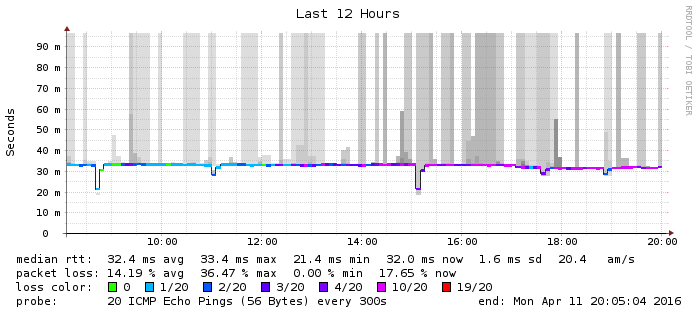 Last 12 Hours
RRDTOOL / TOBI OETIKER
Seconds
90 m
80 m
70 m
60 m
50 m
40 m
30 m
20 m
10 m
0
10:00 12:00 14:00 16:00 18:00 20:00
median rtt: 32.4 ms avg 33.4 ms max 21.4 ms min 32.0 ms now 1.6 ms sd 20.4 am/s
packet loss: 14.19 % avg 36.47 % max 0.00 % min 17.65 % now
loss color: 0 1/20 2/20 3/20 4/20 10/20 19/20
probe: 20 ICMP Echo Pings (56 Bytes) every 300s end: Mon Apr 11 20:05:04 2016